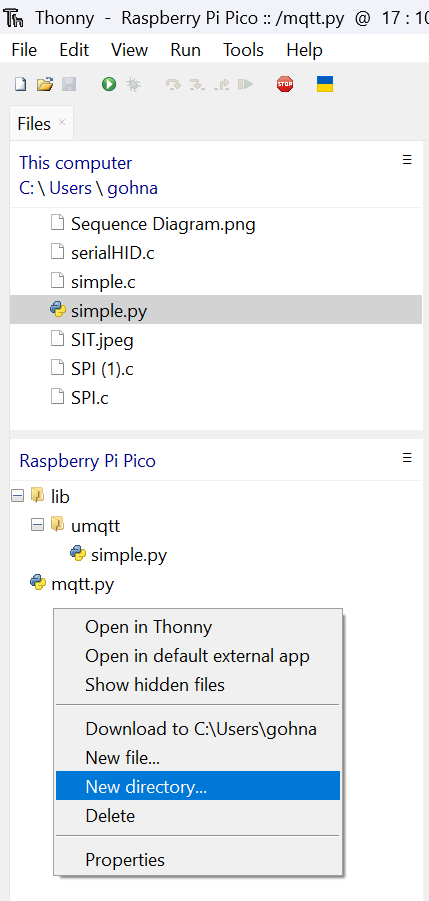 Th Thonny - Raspberry Pi Pico :: /mqtt.py @ 17 : 10
File Edit View Run Tools Help
STOP
Files ×
This computer
C: \ Users \ gohna
Sequence Diagram.png
serialHID.c
simple.c
simple.py
SIT.jpeg
SPI (1).c
SPI.c
Raspberry Pi Pico
lib
umqtt
simple.py
mqtt.py
Open in Thonny
Open in default external app
Show hidden files
Download to C:\Users\gohna
New file...
New directory...
Delete
Properties